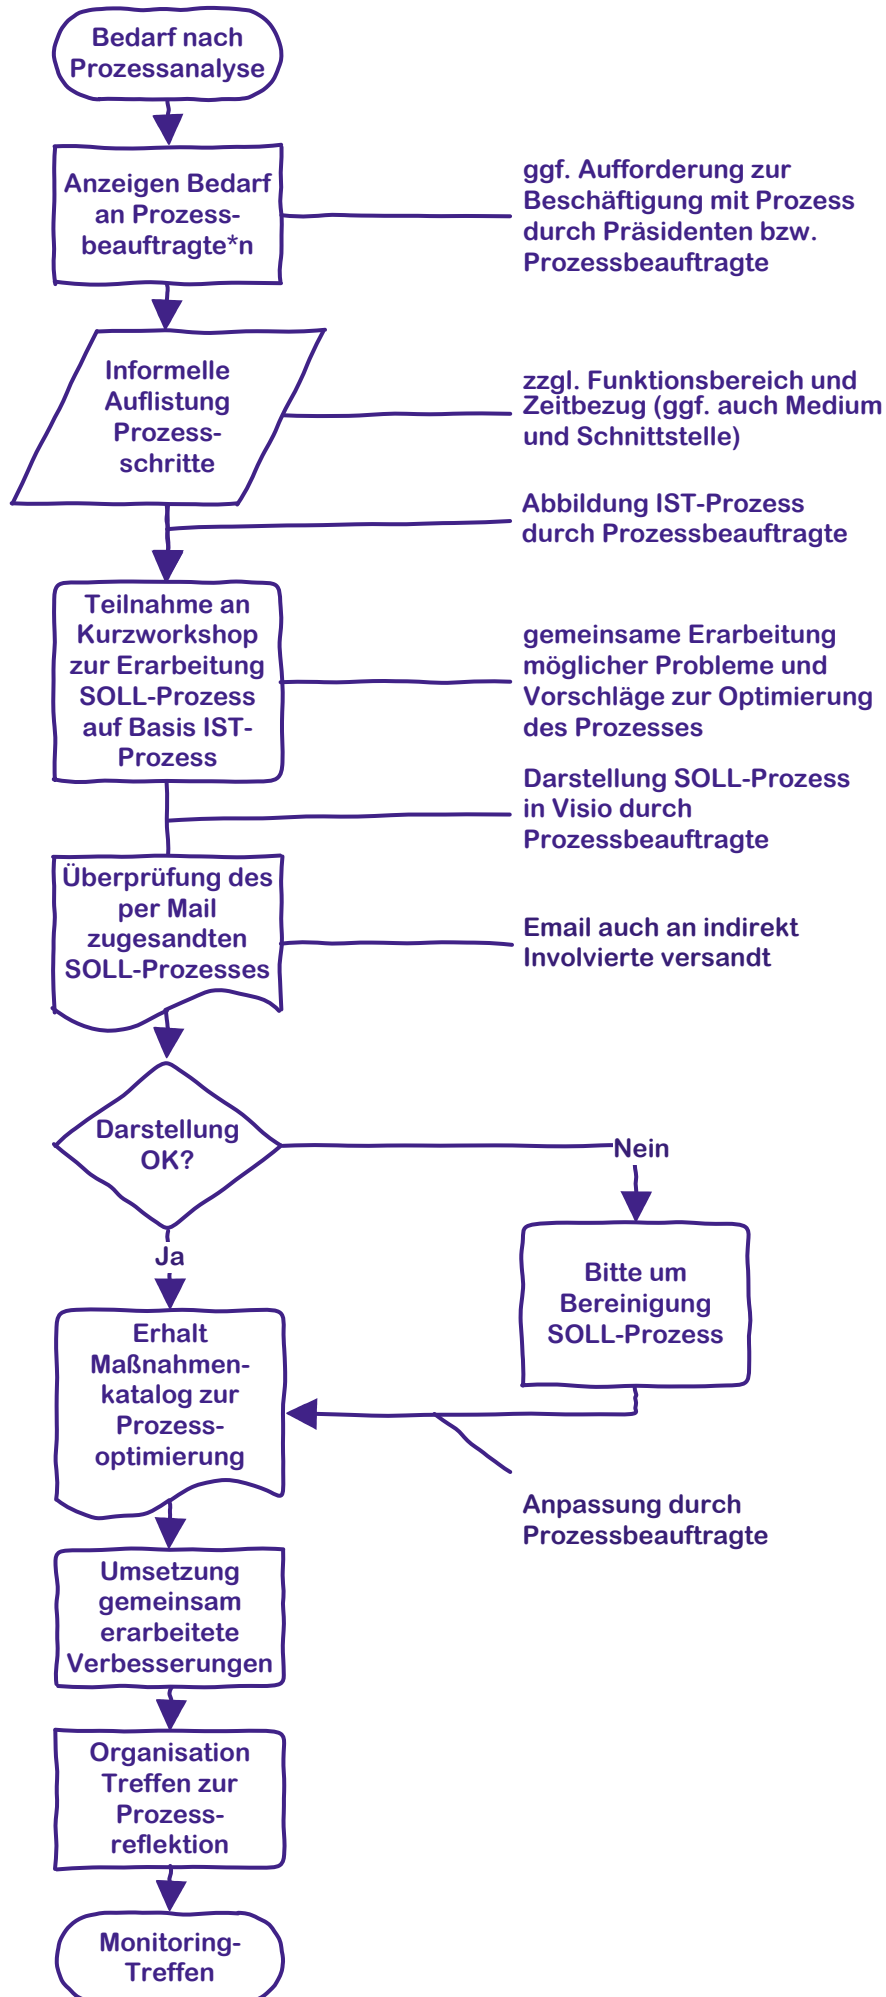 Bedarf nach
Prozessanalyse
Anzeigen Bedarf
an Prozess-
beauftragte*n
ggf. Aufforderung zur
Beschäftigung mit Prozess
durch Präsidenten bzw.
Prozessbeauftragte
Informelle
Auflistung
Prozess-
schritte
zzgl. Funktionsbereich und
Zeitbezug (ggf. auch Medium
und Schnittstelle)
Abbildung IST-Prozess
durch Prozessbeauftragte
Teilnahme an
Kurzworkshop
zur Erarbeitung
SOLL-Prozess
auf Basis IST-
Prozess
gemeinsame Erarbeitung
möglicher Probleme und
Vorschläge zur Optimierung
des Prozesses
Darstellung SOLL-Prozess
in Visio durch
Prozessbeauftragte
Überprüfung des
per Mail
zugesandten
SOLL-Prozesses
Email auch an indirekt
Involvierte versandt
Darstellung
OK?
Nein
Ja
Bitte um
Bereinigung
SOLL-Prozess
Erhalt
Maßnahmen-
katalog zur
Prozess-
optimierung
Anpassung durch
Prozessbeauftragte
Umsetzung
gemeinsam
erarbeitete
Verbesserungen
Organisation
Treffen zur
Prozess-
reflektion
Monitoring-
Treffen